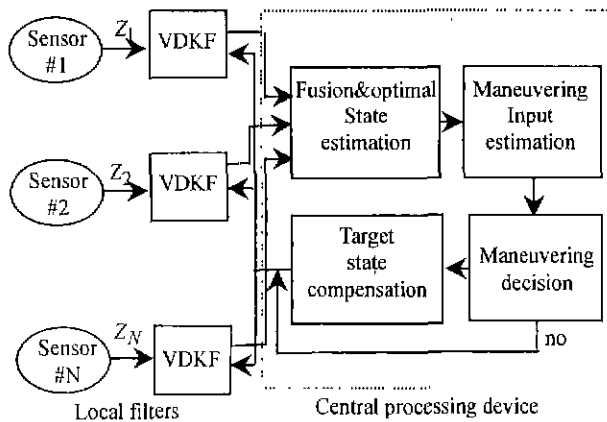 Sensor
#1
Z1
VDKF
Fusion&optimal
State
estimation
Maneuvering
Input
estimation
Sensor
#2
Z2
VDKF
Target
state
compensation
Maneuvering
decision
no
Sensor
#N
ZN
VDKF
Local filters
Central processing device